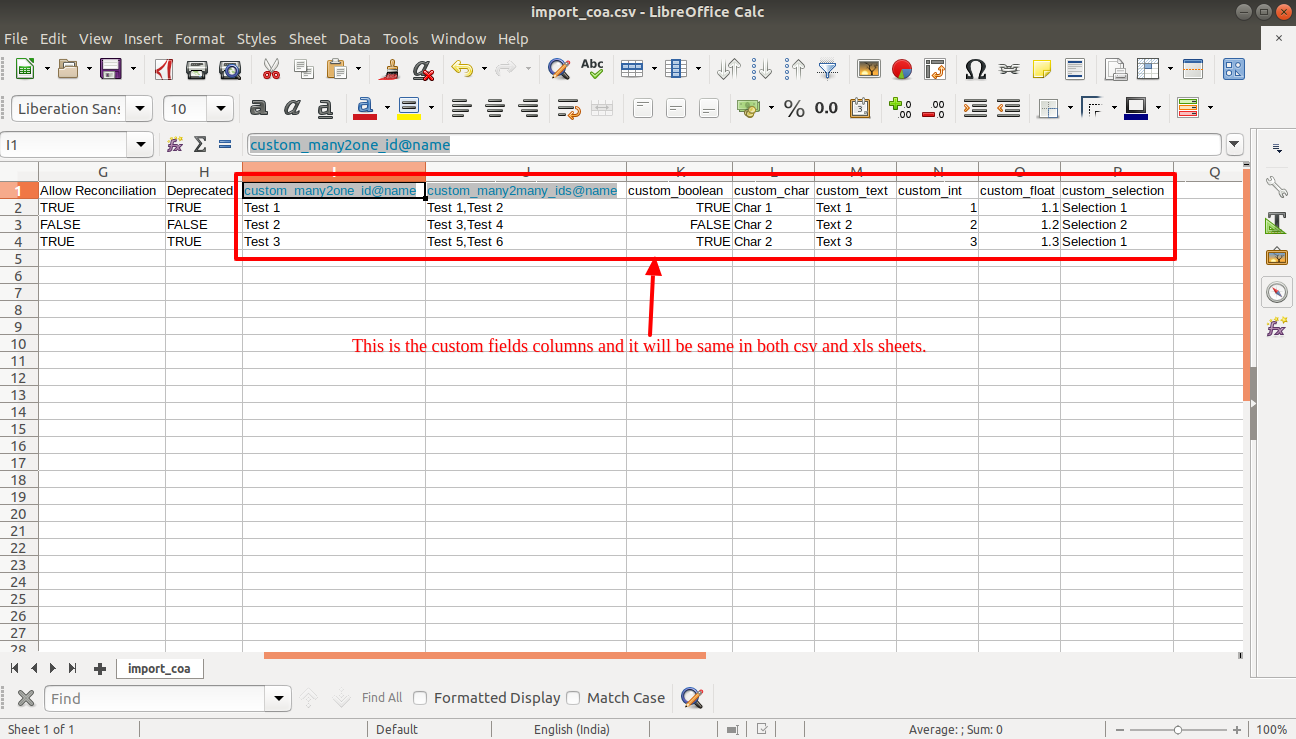 import_coa.csv - LibreOffice Calc
File Edit View Insert Format Styles Sheet Data Tools Window Help
Liberation Sans 10
I1 custom_many2one_id@name
G H I J K L M N O P Q
1 Allow Reconciliation Deprecated custom_many2one_id@name custom_many2many_ids@name custom_boolean custom_char custom_text custom_int custom_float custom_selection
2 TRUE TRUE Test 1 Test 1,Test 2 TRUE Char 1 Text 1 1 1.1 Selection 1
3 FALSE FALSE Test 2 Test 3,Test 4 FALSE Char 2 Text 2 2 1.2 Selection 2
4 TRUE TRUE Test 3 Test 5,Test 6 TRUE Char 2 Text 3 3 1.3 Selection 1
5
6
7
8
9
10 This is the custom fields columns and it will be same in both csv and xls sheets.
11
12
13
14
15
16
17
18
19
20
21
22
23
24
25
26
27
28
import_coa
Find Find All Formatted Display Match Case
Sheet 1 of 1 Default English (India) Average: ; Sum: 0 100%